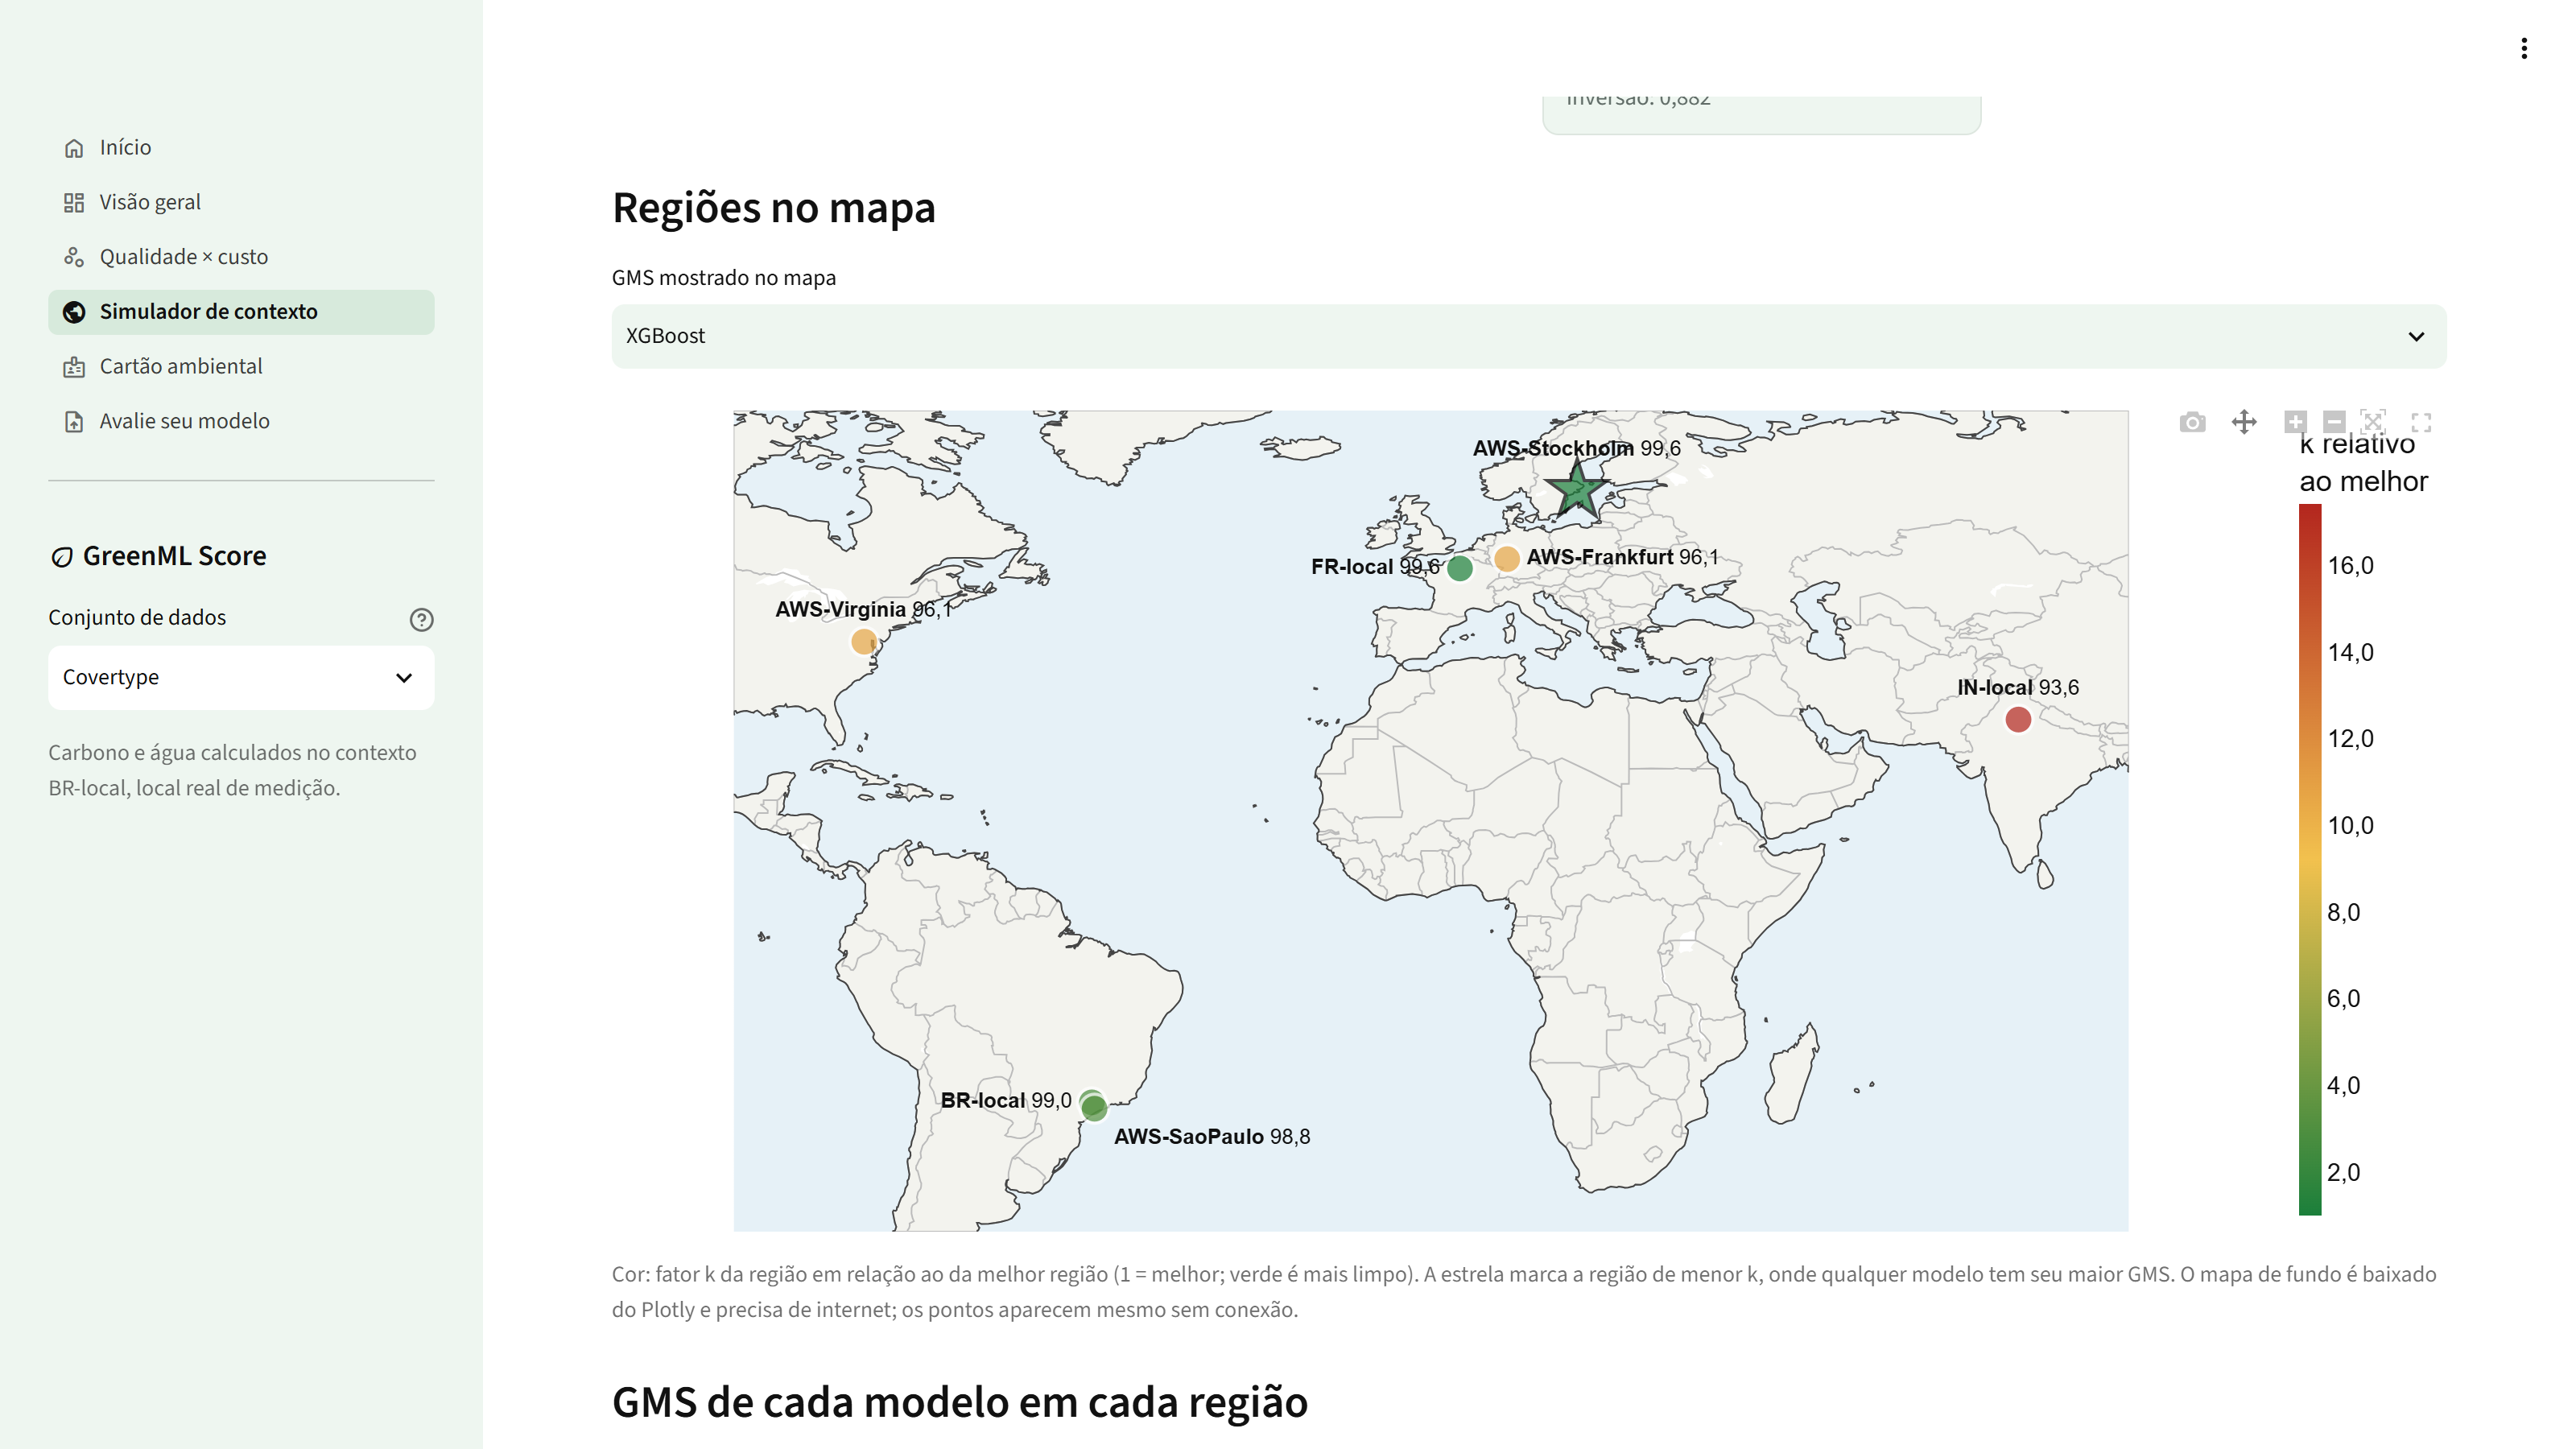 Início
Visão geral
Qualidade × custo
Simulador de contexto
Cartão ambiental
Avalie seu modelo
GreenML Score
Conjunto de dados
Covertype
Carbono e água calculados no contexto
BR-local, local real de medição.
Inversão: 0,882
Regiões no mapa
GMS mostrado no mapa
XGBoost
AWS-Stockholm 99,6
FR-local 99,6
AWS-Frankfurt 96,1
AWS-Virginia 96,1
IN-local 93,6
BR-local 99,0
AWS-SaoPaulo 98,8
k relativo
ao melhor
16,0
14,0
12,0
10,0
8,0
6,0
4,0
2,0
Cor: fator k da região em relação ao da melhor região (1 = melhor; verde é mais limpo). A estrela marca a região de menor k, onde qualquer modelo tem seu maior GMS. O mapa de fundo é baixado
do Plotly e precisa de internet; os pontos aparecem mesmo sem conexão.
GMS de cada modelo em cada região